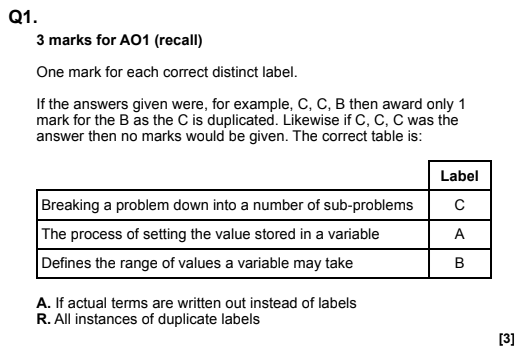 Q1.
3 marks for AO1 (recall)
One mark for each correct distinct label.
If the answers given were, for example, C, C, B then award only 1
mark for the B as the C is duplicated. Likewise if C, C, C was the
answer then no marks would be given. The correct table is:
Label
Breaking a problem down into a number of sub-problems C
The process of setting the value stored in a variable A
Defines the range of values a variable may take B
A. If actual terms are written out instead of labels
R. All instances of duplicate labels
[3]